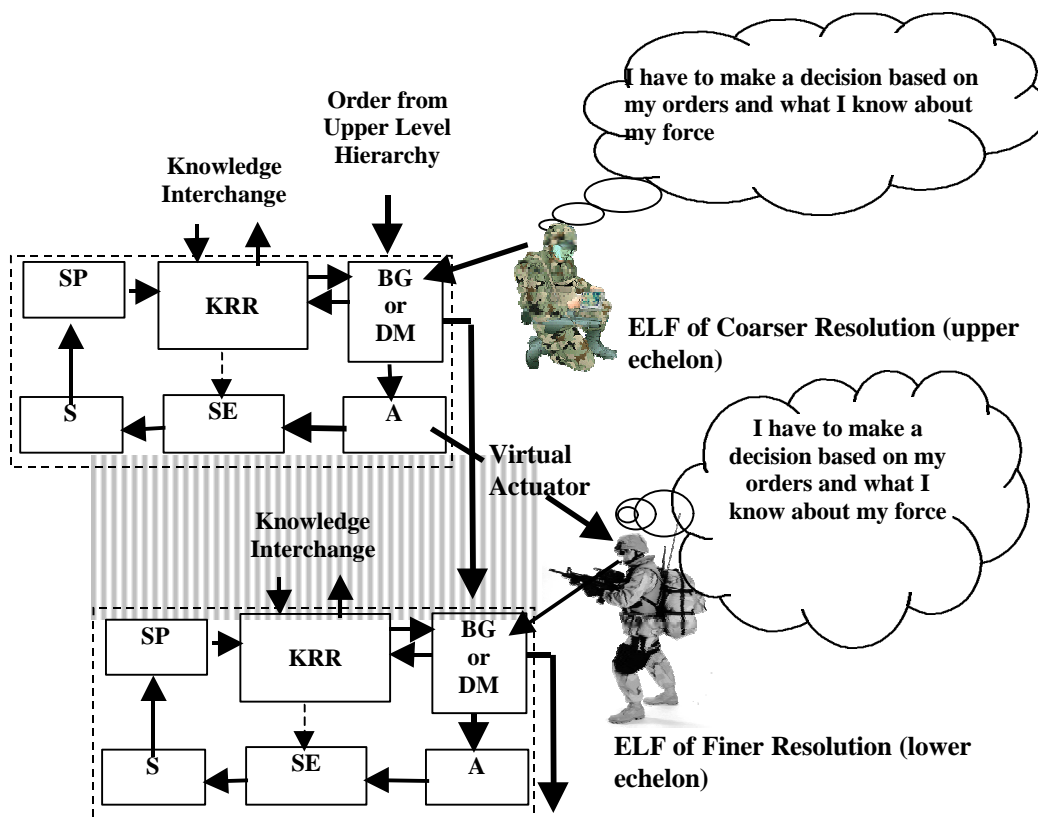 I have to make a decision based on
my orders and what I know about
my force
Order from
Upper Level
Hierarchy
Knowledge
Interchange
SP
KRR
BG
or
DM
ELF of Coarser Resolution (upper
echelon)
S
SE
A
I have to make a
decision based on my
orders and what I
know about my force
Virtual
Actuator
Knowledge
Interchange
SP
KRR
BG
or
DM
ELF of Finer Resolution (lower
echelon)
S
SE
A